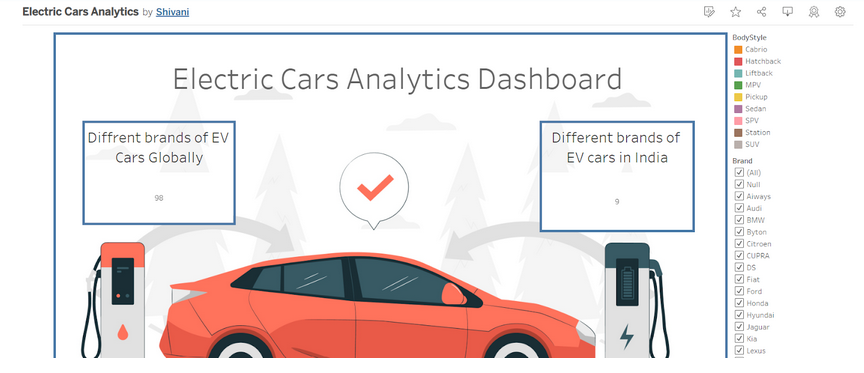 Electric Cars Analytics by Shivani
Electric Cars Analytics Dashboard
Diffrent brands of EV
Cars Globally
98
Different brands of
EV cars in India
9
BodyStyle
Cabrio
Hatchback
Liftback
MPV
Pickup
Sedan
SPV
Station
SUV
Brand
(All)
Null
Aiways
Audi
BMW
Byton
Citroen
CUPRA
DS
Fiat
Ford
Honda
Hyundai
Jaguar
Kia
Lexus